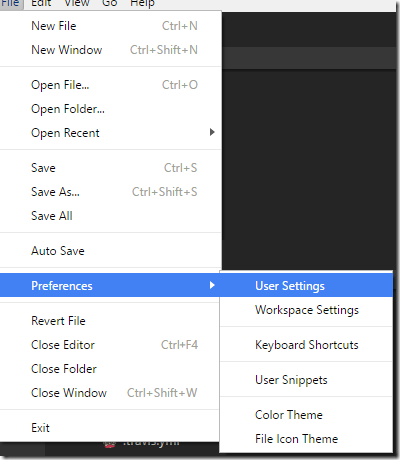 File Edit View Go Help
New File Ctrl+N
New Window Ctrl+Shift+N
Open File... Ctrl+O
Open Folder...
Open Recent
Save Ctrl+S
Save As... Ctrl+Shift+S
Save All
Auto Save
Preferences
User Settings
Workspace Settings
Keyboard Shortcuts
User Snippets
Color Theme
File Icon Theme
Revert File
Close Editor Ctrl+F4
Close Folder
Close Window Ctrl+Shift+W
Exit
.travis.yml